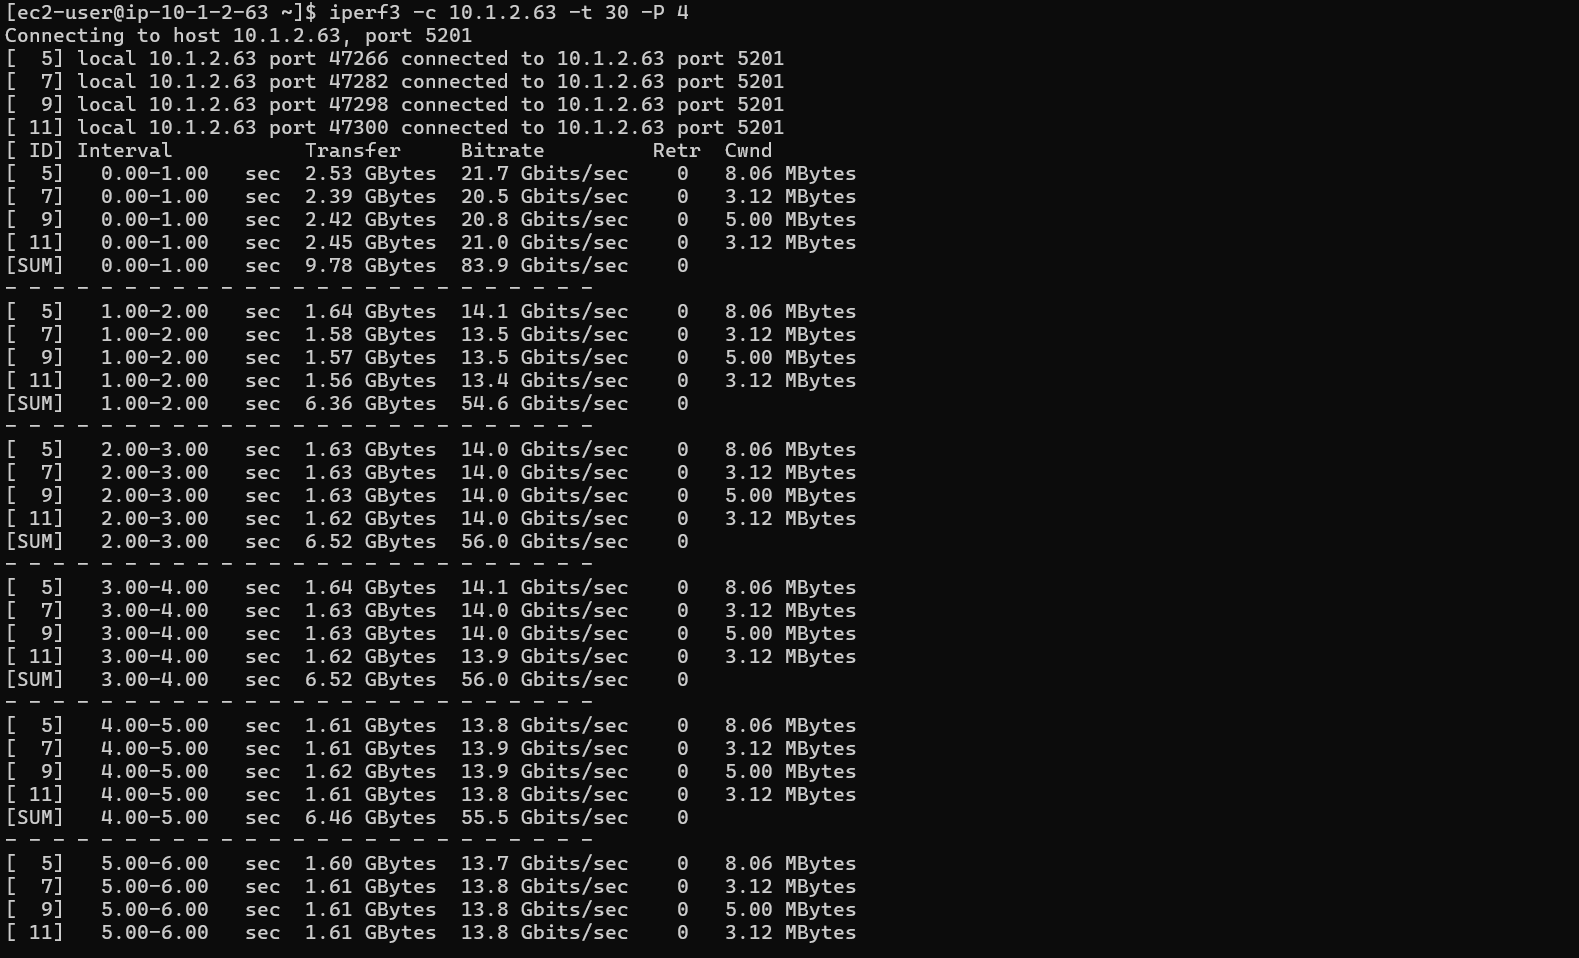 [ec2-user@ip-10-1-2-63 ~]$ iperf3 -c 10.1.2.63 -t 30 -P 4
Connecting to host 10.1.2.63, port 5201
[  5] local 10.1.2.63 port 47266 connected to 10.1.2.63 port 5201
[  7] local 10.1.2.63 port 47282 connected to 10.1.2.63 port 5201
[  9] local 10.1.2.63 port 47298 connected to 10.1.2.63 port 5201
[ 11] local 10.1.2.63 port 47300 connected to 10.1.2.63 port 5201
[ ID] Interval           Transfer     Bitrate         Retr  Cwnd
[  5]   0.00-1.00   sec  2.53 GBytes  21.7 Gbits/sec    0   8.06 MBytes
[  7]   0.00-1.00   sec  2.39 GBytes  20.5 Gbits/sec    0   3.12 MBytes
[  9]   0.00-1.00   sec  2.42 GBytes  20.8 Gbits/sec    0   5.00 MBytes
[ 11]   0.00-1.00   sec  2.45 GBytes  21.0 Gbits/sec    0   3.12 MBytes
[SUM]   0.00-1.00   sec  9.78 GBytes  83.9 Gbits/sec    0
- - - - - - - - - - - - - - - - - - - - - - - - -
[  5]   1.00-2.00   sec  1.64 GBytes  14.1 Gbits/sec    0   8.06 MBytes
[  7]   1.00-2.00   sec  1.58 GBytes  13.5 Gbits/sec    0   3.12 MBytes
[  9]   1.00-2.00   sec  1.57 GBytes  13.5 Gbits/sec    0   5.00 MBytes
[ 11]   1.00-2.00   sec  1.56 GBytes  13.4 Gbits/sec    0   3.12 MBytes
[SUM]   1.00-2.00   sec  6.36 GBytes  54.6 Gbits/sec    0
- - - - - - - - - - - - - - - - - - - - - - - - -
[  5]   2.00-3.00   sec  1.63 GBytes  14.0 Gbits/sec    0   8.06 MBytes
[  7]   2.00-3.00   sec  1.63 GBytes  14.0 Gbits/sec    0   3.12 MBytes
[  9]   2.00-3.00   sec  1.63 GBytes  14.0 Gbits/sec    0   5.00 MBytes
[ 11]   2.00-3.00   sec  1.62 GBytes  14.0 Gbits/sec    0   3.12 MBytes
[SUM]   2.00-3.00   sec  6.52 GBytes  56.0 Gbits/sec    0
- - - - - - - - - - - - - - - - - - - - - - - - -
[  5]   3.00-4.00   sec  1.64 GBytes  14.1 Gbits/sec    0   8.06 MBytes
[  7]   3.00-4.00   sec  1.63 GBytes  14.0 Gbits/sec    0   3.12 MBytes
[  9]   3.00-4.00   sec  1.63 GBytes  14.0 Gbits/sec    0   5.00 MBytes
[ 11]   3.00-4.00   sec  1.62 GBytes  13.9 Gbits/sec    0   3.12 MBytes
[SUM]   3.00-4.00   sec  6.52 GBytes  56.0 Gbits/sec    0
- - - - - - - - - - - - - - - - - - - - - - - - -
[  5]   4.00-5.00   sec  1.61 GBytes  13.8 Gbits/sec    0   8.06 MBytes
[  7]   4.00-5.00   sec  1.61 GBytes  13.9 Gbits/sec    0   3.12 MBytes
[  9]   4.00-5.00   sec  1.62 GBytes  13.9 Gbits/sec    0   5.00 MBytes
[ 11]   4.00-5.00   sec  1.61 GBytes  13.8 Gbits/sec    0   3.12 MBytes
[SUM]   4.00-5.00   sec  6.46 GBytes  55.5 Gbits/sec    0
- - - - - - - - - - - - - - - - - - - - - - - - -
[  5]   5.00-6.00   sec  1.60 GBytes  13.7 Gbits/sec    0   8.06 MBytes
[  7]   5.00-6.00   sec  1.61 GBytes  13.8 Gbits/sec    0   3.12 MBytes
[  9]   5.00-6.00   sec  1.61 GBytes  13.8 Gbits/sec    0   5.00 MBytes
[ 11]   5.00-6.00   sec  1.61 GBytes  13.8 Gbits/sec    0   3.12 MBytes